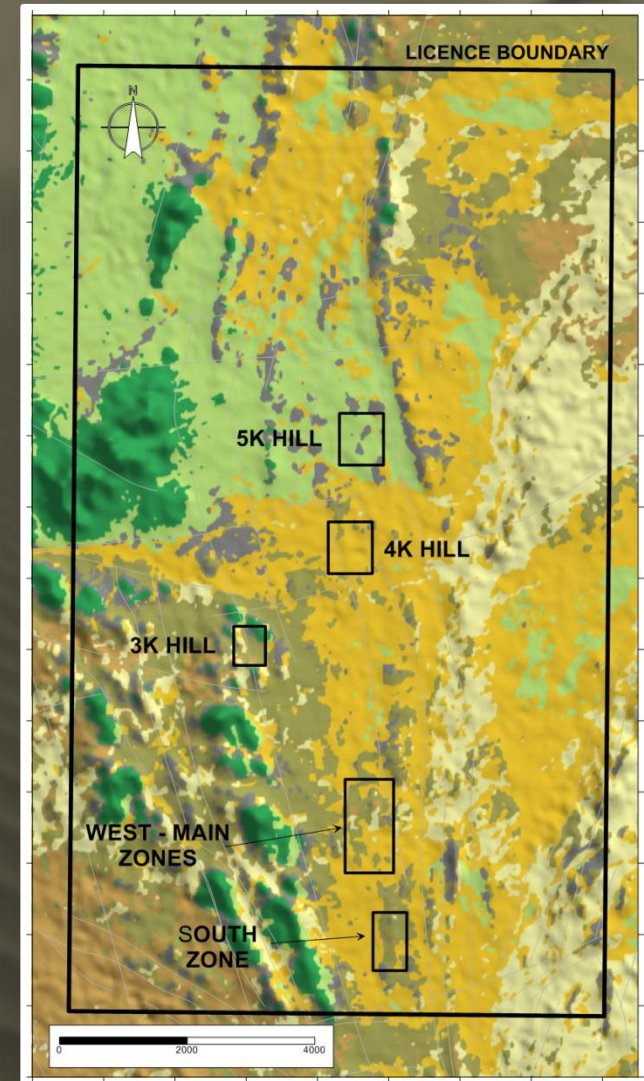 LICENCE BOUNDARY
N
5K HILL
4K HILL
3K HILL
WEST - MAIN
ZONES
SOUTH
ZONE
0 2000 4000